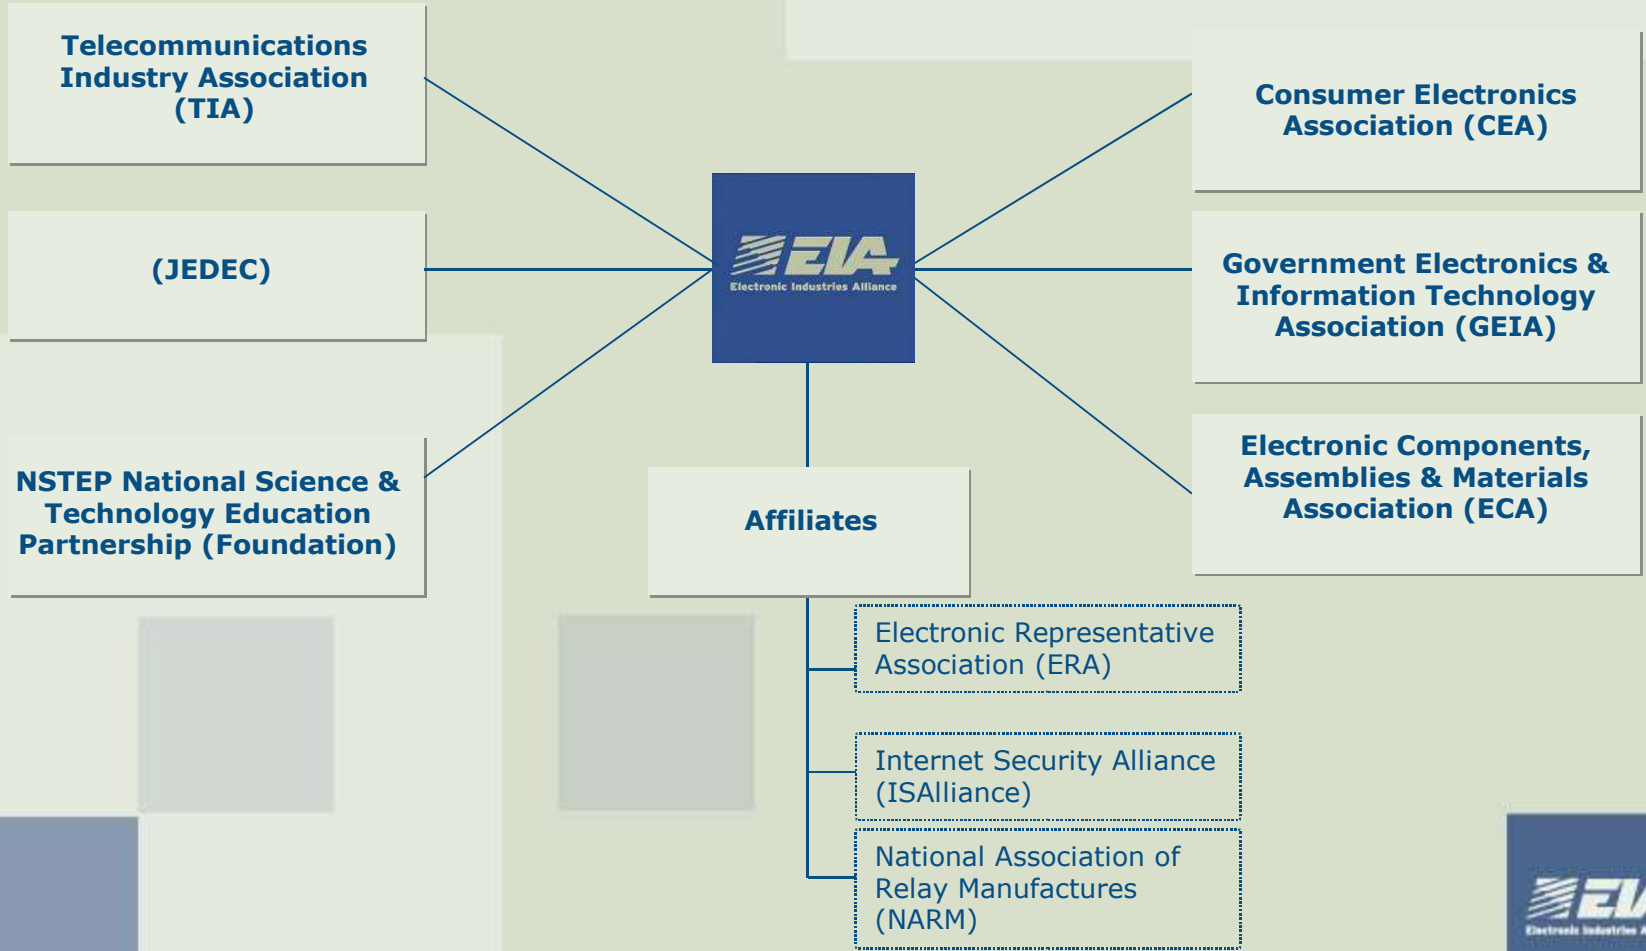 Telecommunications
Industry Association
(TIA)
Consumer Electronics
Association (CEA)
EIA
Electronic Industries Alliance
(JEDEC)
Government Electronics &
Information Technology
Association (GEIA)
NSTEP National Science &
Technology Education
Partnership (Foundation)
Affiliates
Electronic Components,
Assemblies & Materials
Association (ECA)
Electronic Representative
Association (ERA)
Internet Security Alliance
(ISAlliance)
National Association of
Relay Manufactures
(NARM)
Electronic Industries